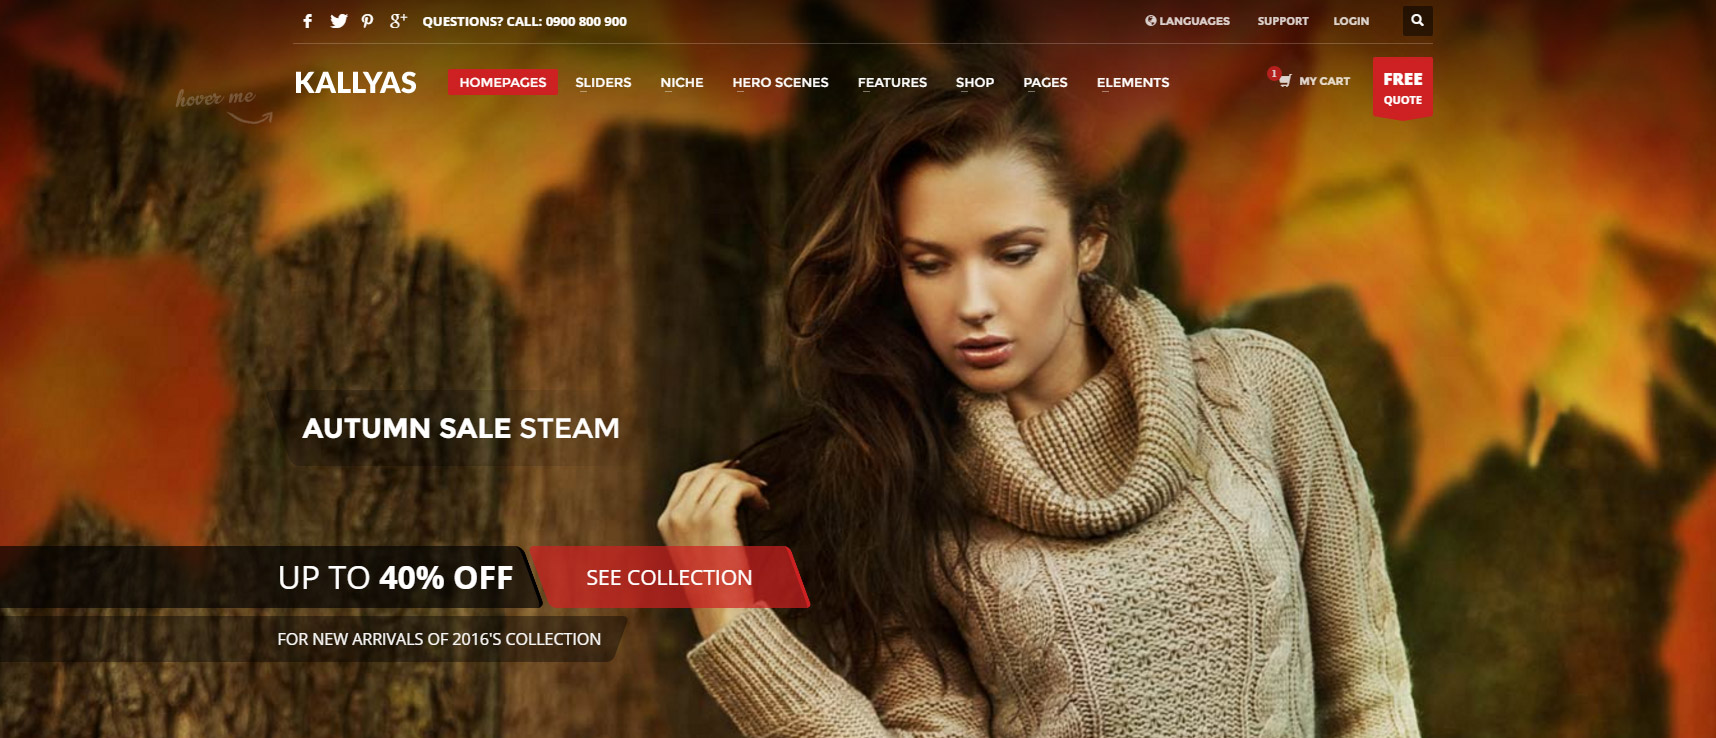 QUESTIONS? CALL: 0900 800 900
LANGUAGES SUPPORT LOGIN
KALLYAS HOMEPAGES SLIDERS NICHE HERO SCENES FEATURES SHOP PAGES ELEMENTS
1 MY CART
FREE
QUOTE
hover me
AUTUMN SALE STEAM
UP TO 40% OFF
SEE COLLECTION
FOR NEW ARRIVALS OF 2016'S COLLECTION